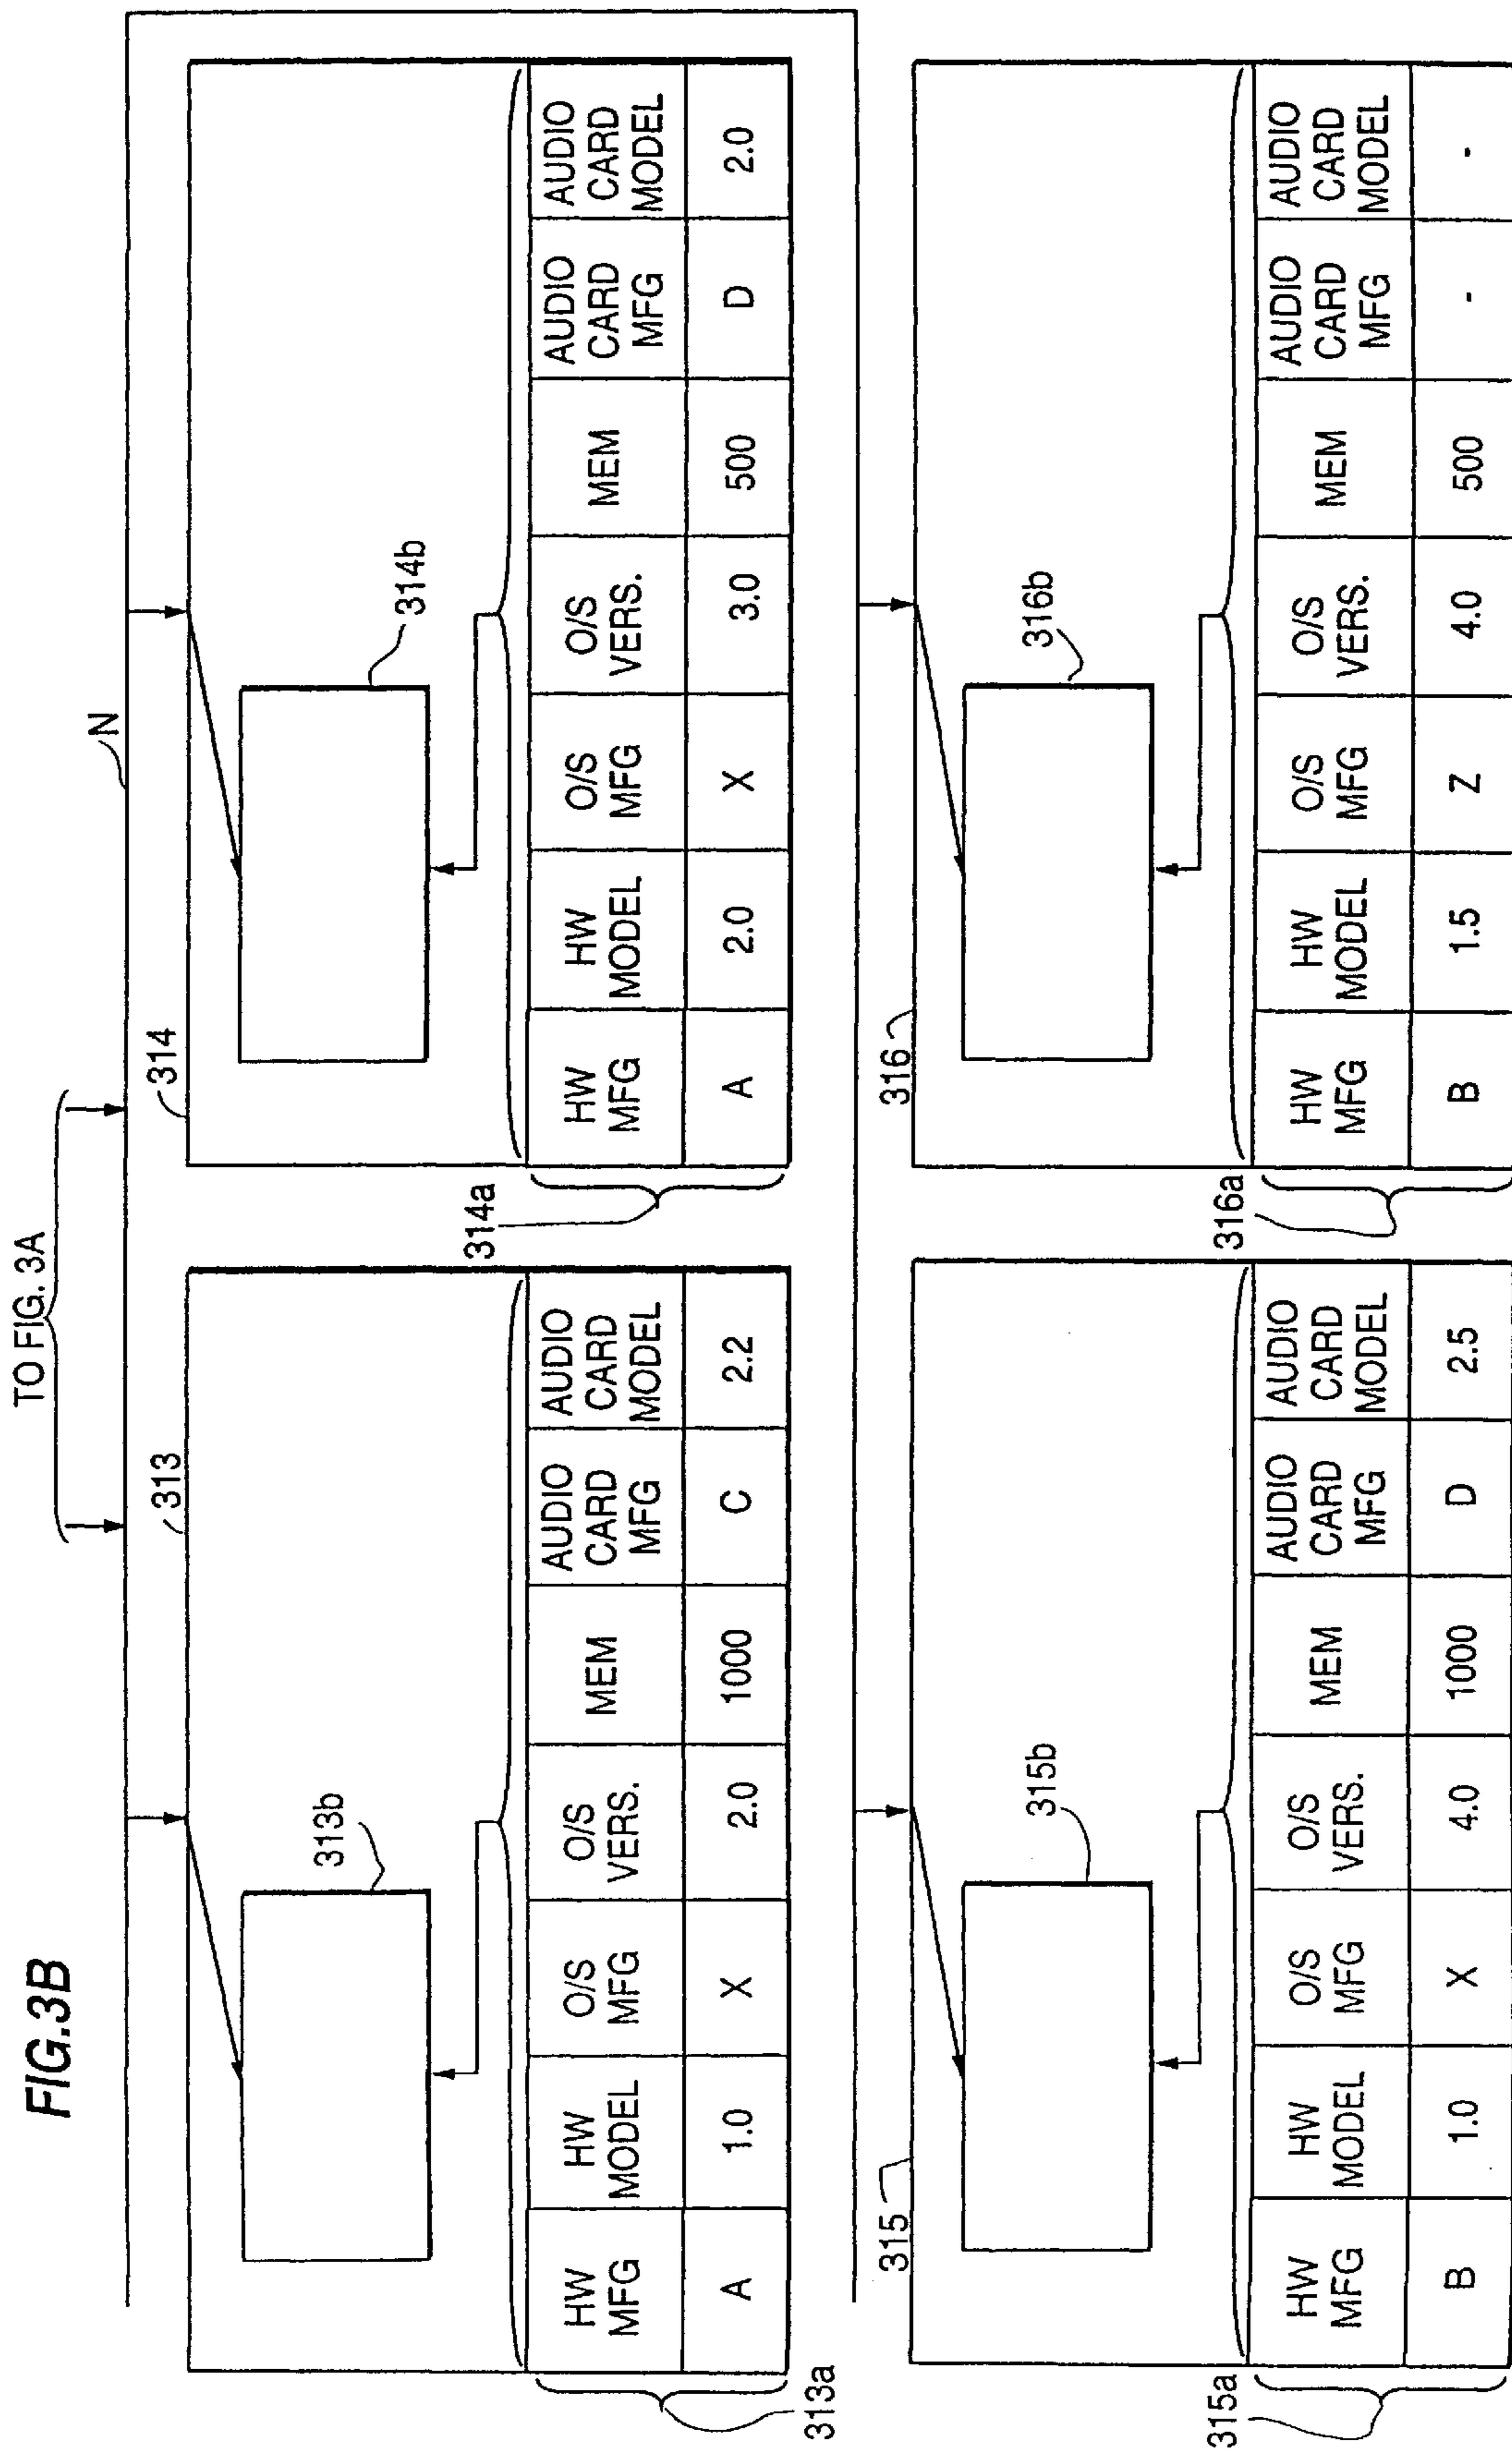 FIG.3B
TO FIG. 3A
N
313
313b
HW MFG | HW MODEL | O/S MFG | O/S VERS. | MEM | AUDIO CARD MFG | AUDIO CARD MODEL
A | 1.0 | X | 2.0 | 1000 | C | 2.2
313a
314
314b
HW MFG | HW MODEL | O/S MFG | O/S VERS. | MEM | AUDIO CARD MFG | AUDIO CARD MODEL
A | 2.0 | X | 3.0 | 500 | D | 2.0
314a
315
315b
HW MFG | HW MODEL | O/S MFG | O/S VERS. | MEM | AUDIO CARD MFG | AUDIO CARD MODEL
B | 1.0 | X | 4.0 | 1000 | D | 2.5
315a
316
316b
HW MFG | HW MODEL | O/S MFG | O/S VERS. | MEM | AUDIO CARD MFG | AUDIO CARD MODEL
B | 1.5 | Z | 4.0 | 500 | - | -
316a